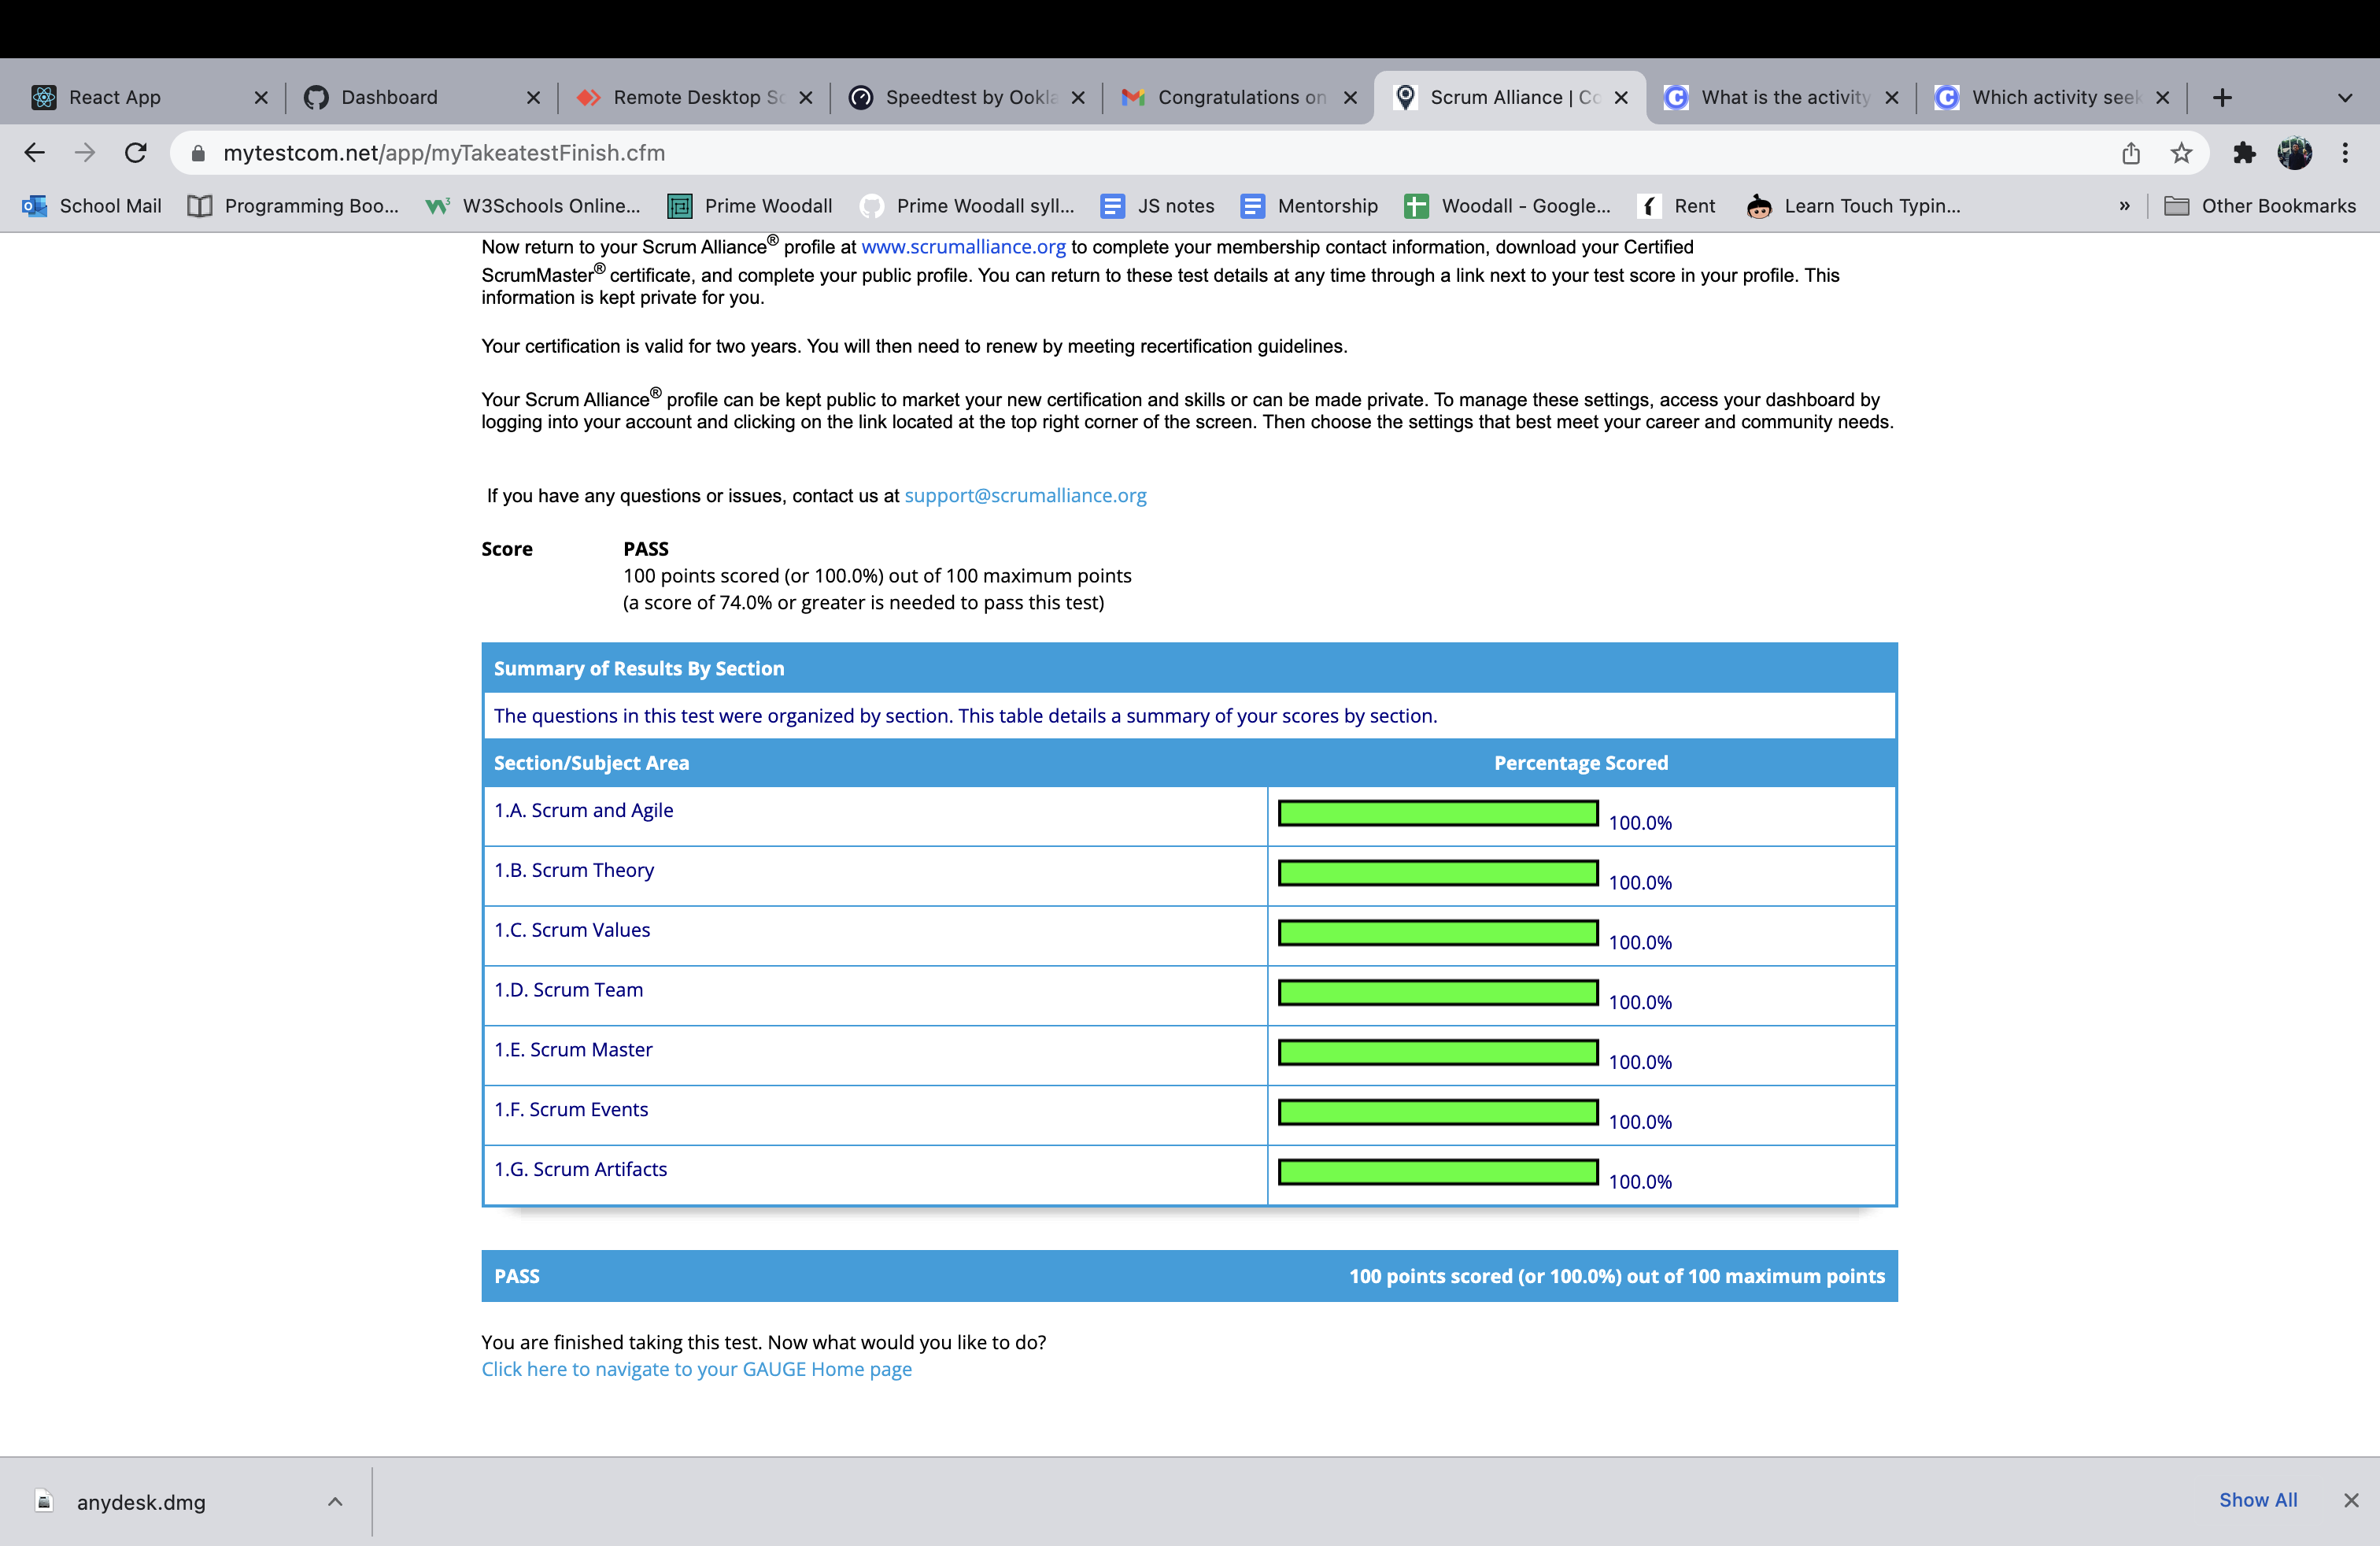 React App
Dashboard
Remote Desktop Sc
Speedtest by Ookla
Congratulations on
Scrum Alliance | Co
What is the activity
Which activity seek
mytestcom.net/app/myTakeatestFinish.cfm
School Mail
Programming Boo...
W3Schools Online...
Prime Woodall
Prime Woodall syll...
JS notes
Mentorship
Woodall - Google...
Rent
Learn Touch Typin...
»
Other Bookmarks
Now return to your Scrum Alliance® profile at www.scrumalliance.org to complete your membership contact information, download your Certified
ScrumMaster® certificate, and complete your public profile. You can return to these test details at any time through a link next to your test score in your profile. This
information is kept private for you.
Your certification is valid for two years. You will then need to renew by meeting recertification guidelines.
Your Scrum Alliance® profile can be kept public to market your new certification and skills or can be made private. To manage these settings, access your dashboard by
logging into your account and clicking on the link located at the top right corner of the screen. Then choose the settings that best meet your career and community needs.
If you have any questions or issues, contact us at support@scrumalliance.org
Score PASS
100 points scored (or 100.0%) out of 100 maximum points
(a score of 74.0% or greater is needed to pass this test)
Summary of Results By Section
The questions in this test were organized by section. This table details a summary of your scores by section.
Section/Subject Area Percentage Scored
1.A. Scrum and Agile 100.0%
1.B. Scrum Theory 100.0%
1.C. Scrum Values 100.0%
1.D. Scrum Team 100.0%
1.E. Scrum Master 100.0%
1.F. Scrum Events 100.0%
1.G. Scrum Artifacts 100.0%
PASS 100 points scored (or 100.0%) out of 100 maximum points
You are finished taking this test. Now what would you like to do?
Click here to navigate to your GAUGE Home page
anydesk.dmg
Show All